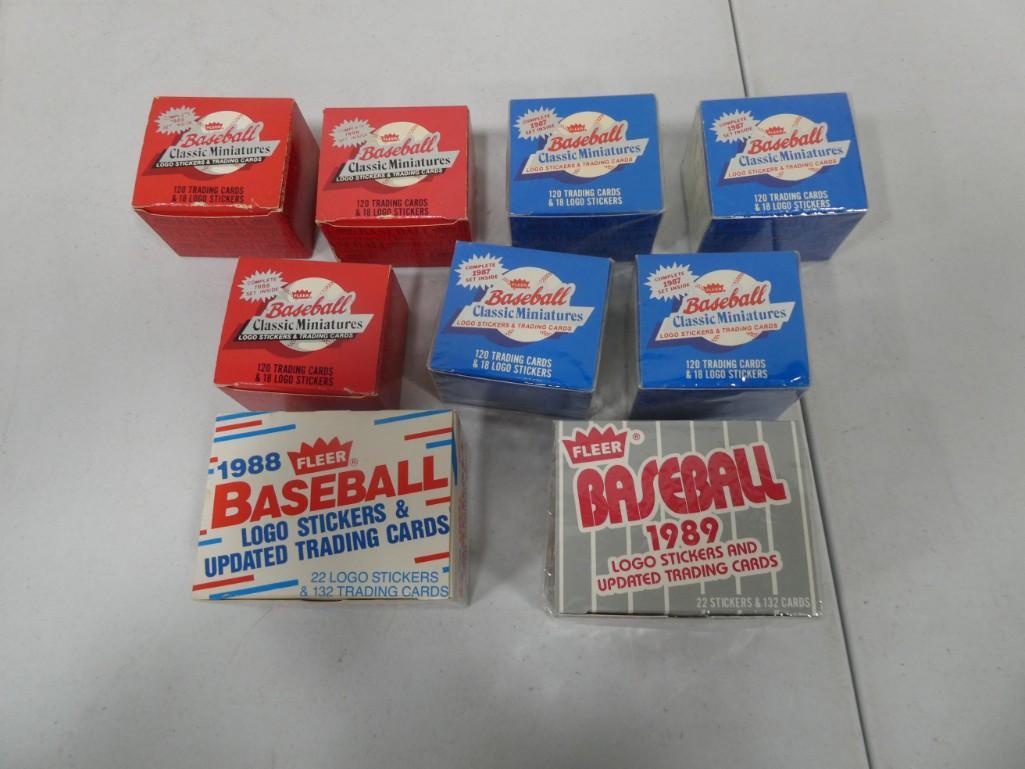 COMPLETE
1988
SET INSIDE
FLEER
Baseball
Classic Miniatures
LOGO STICKERS & TRADING CARDS
120 TRADING CARDS
& 18 LOGO STICKERS
COMPLETE
1988
SET INSIDE
FLEER
Baseball
Classic Miniatures
LOGO STICKERS & TRADING CARDS
120 TRADING CARDS
& 18 LOGO STICKERS
COMPLETE
1987
SET INSIDE
FLEER
Baseball
Classic Miniatures
LOGO STICKERS & TRADING CARDS
120 TRADING CARDS
& 18 LOGO STICKERS
COMPLETE
1987
SET INSIDE
FLEER
Baseball
Classic Miniatures
LOGO STICKERS & TRADING CARDS
120 TRADING CARDS
& 18 LOGO STICKERS
COMPLETE
1988
SET INSIDE
FLEER
Baseball
Classic Miniatures
LOGO STICKERS & TRADING CARDS
120 TRADING CARDS
& 18 LOGO STICKERS
COMPLETE
1987
SET INSIDE
FLEER
Baseball
Classic Miniatures
LOGO STICKERS & TRADING CARDS
120 TRADING CARDS
& 18 LOGO STICKERS
COMPLETE
1987
SET INSIDE
FLEER
Baseball
Classic Miniatures
LOGO STICKERS & TRADING CARDS
120 TRADING CARDS
& 18 LOGO STICKERS
1988 FLEER ®
BASEBALL
LOGO STICKERS &
UPDATED TRADING CARDS
22 LOGO STICKERS
& 132 TRADING CARDS
FLEER ®
BASEBALL
1989
LOGO STICKERS AND
UPDATED TRADING CARDS
22 STICKERS & 132 CARDS